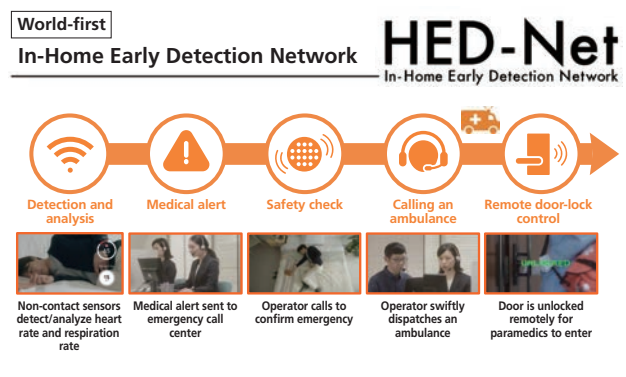 World-first
In-Home Early Detection Network
HED-Net
In-Home Early Detection Network
Detection and
analysis
Medical alert
Safety check
Calling an
ambulance
Remote door-lock
control
UNLOCKED
Non-contact sensors
detect/analyze heart
rate and respiration
rate
Medical alert sent to
emergency call
center
Operator calls to
confirm emergency
Operator swiftly
dispatches an
ambulance
Door is unlocked
remotely for
paramedics to enter